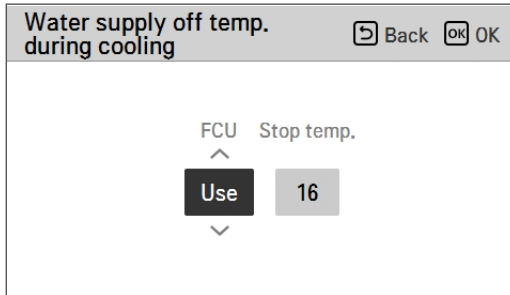 Water supply off temp.
during cooling
Back OK OK
FCU Stop temp.
Use 16